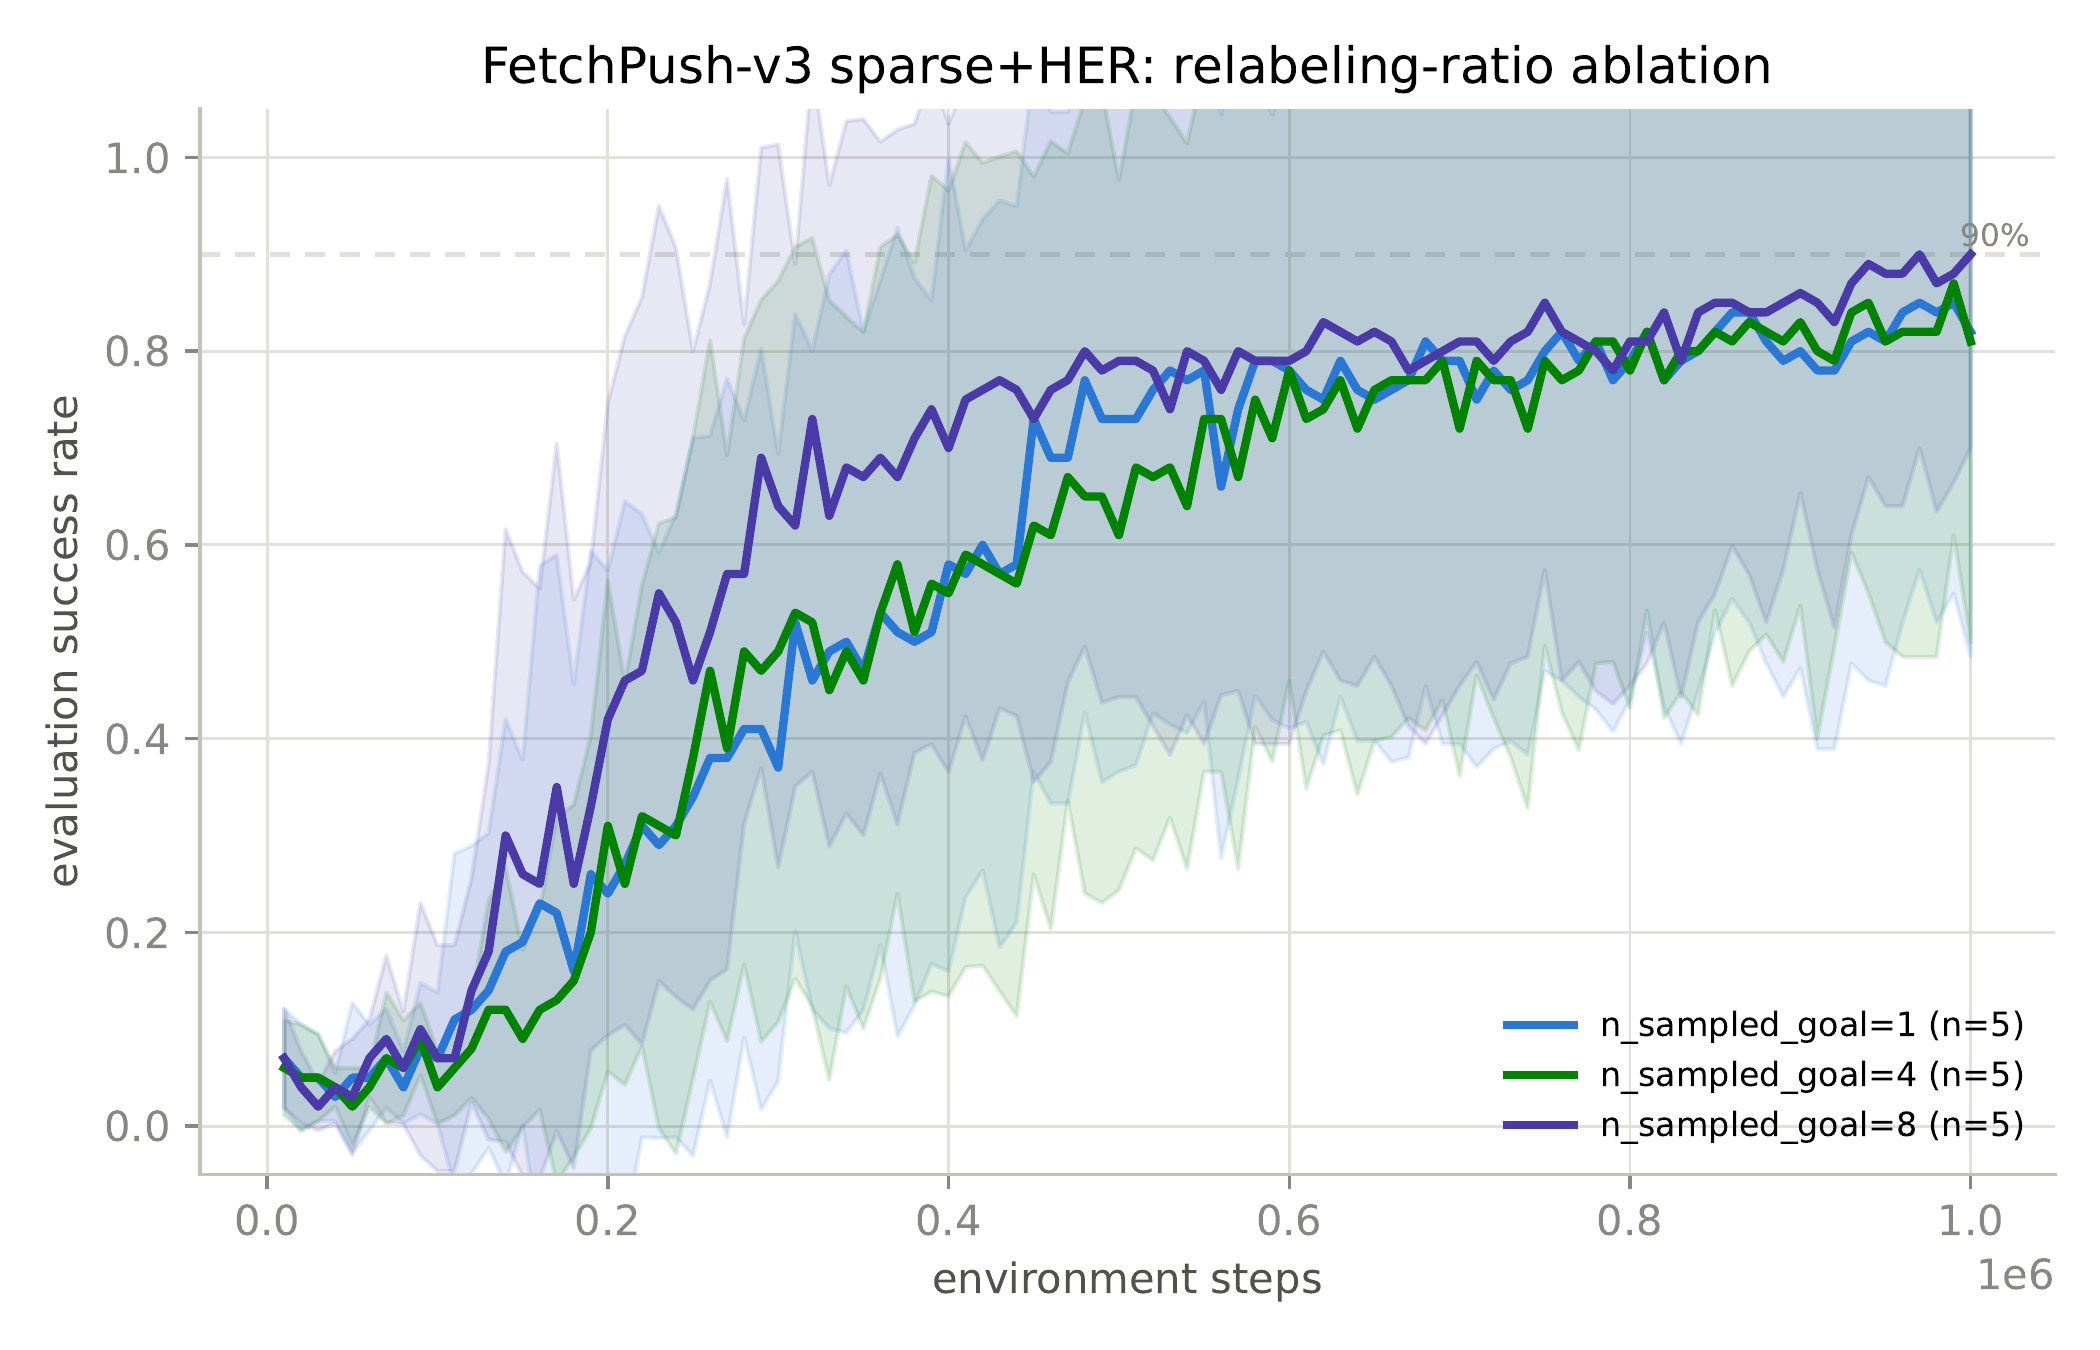 FetchPush-v3 sparse+HER: relabeling-ratio ablation
evaluation success rate
1.0
0.8
0.6
0.4
0.2
0.0
90%
n_sampled_goal=1 (n=5)
n_sampled_goal=4 (n=5)
n_sampled_goal=8 (n=5)
0.0 0.2 0.4 0.6 0.8 1.0
environment steps
1e6